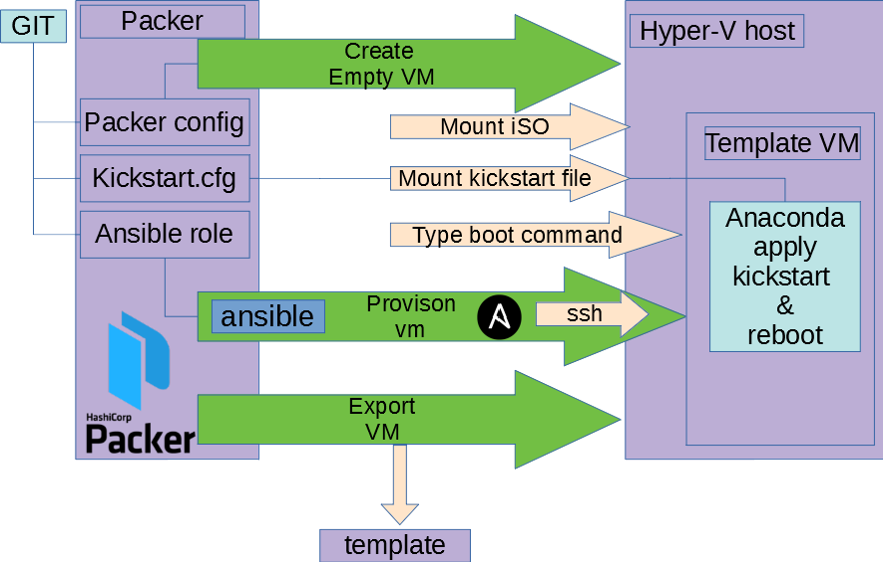 GIT
Packer
Create
Empty VM
Hyper-V host
Packer config
Mount iSO
Template VM
Kickstart.cfg
Mount kickstart file
Ansible role
Type boot command
Anaconda
apply
kickstart
&
reboot
ansible
Provison
vm
A
ssh
HashiCorp
Packer
Export
VM
template